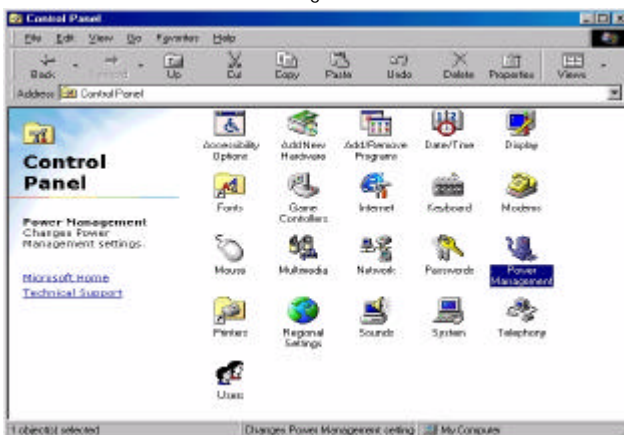 Control Panel
File Edit View Go Favorites Help
Back Forward Up Cut Copy Paste Undo Delete Properties Views
Address Control Panel
Control
Panel
Power Management
Changes Power
Management settings.
Microsoft Home
Technical Support
Accessibility
Options
Add New
Hardware
Add/Remove
Programs
Date/Time
Display
Fonts
Game
Controllers
Internet
Keyboard
Modems
Mouse
Multimedia
Network
Passwords
Power
Management
Printers
Regional
Settings
Sounds
System
Telephony
Users
1 object(s) selected
Changes Power Management setting
My Computer